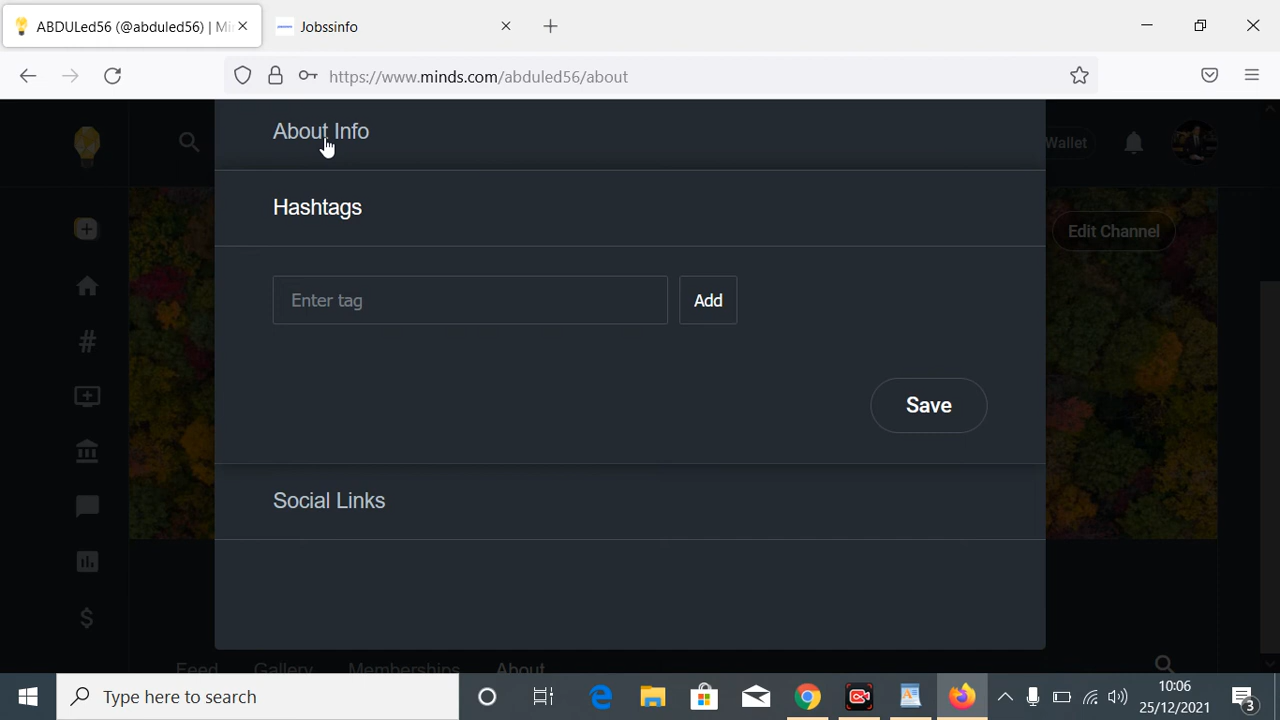 ABDULed56 (@abduled56) | Mi
Jobssinfo
https://www.minds.com/abduled56/about
About Info
Wallet
Hashtags
Edit Channel
Enter tag
Add
Save
Social Links
Feed Gallery Memberships About
Type here to search
10:06
25/12/2021
3